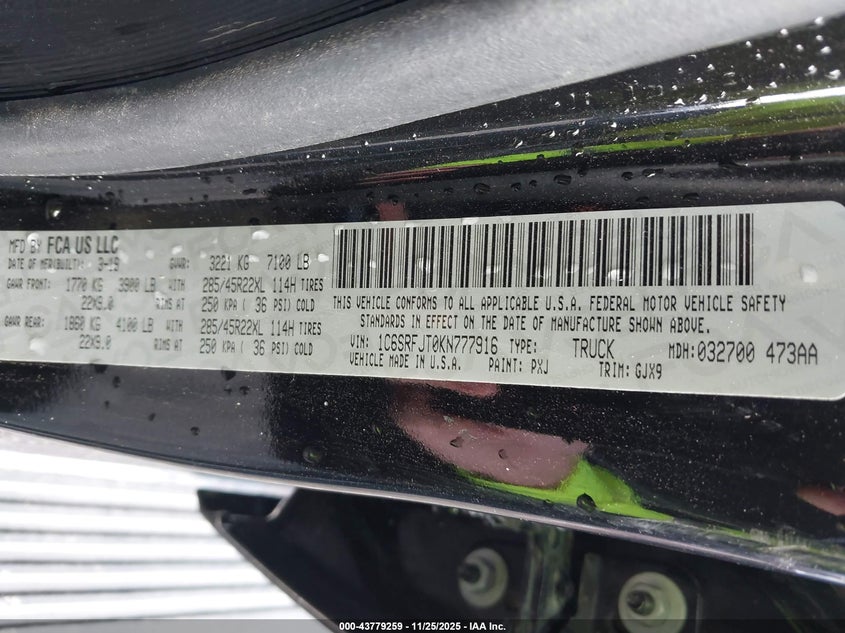 MFD BY FCA US LLC
DATE OF MFR(BUILT): 3-19 GVWR: 3221 KG 7100 LB
GAWR FRONT: 1770 KG 3900 LB WITH 285/45R22XL 114H TIRES
22X9.0 RIMS AT 250 KPA ( 36 PSI) COLD
GAWR REAR: 1860 KG 4100 LB WITH 285/45R22XL 114H TIRES
22X9.0 RIMS AT 250 KPA ( 36 PSI) COLD
THIS VEHICLE CONFORMS TO ALL APPLICABLE U.S.A. FEDERAL MOTOR VEHICLE SAFETY
STANDARDS IN EFFECT ON THE DATE OF MANUFACTURE SHOWN ABOVE.
VIN: 1C6SRFJT0KN777916 TYPE: TRUCK MDH: 032700 473AA
VEHICLE MADE IN U.S.A. PAINT: PXJ TRIM: GJX9
000-43779259 - 11/25/2025 - IAA Inc.